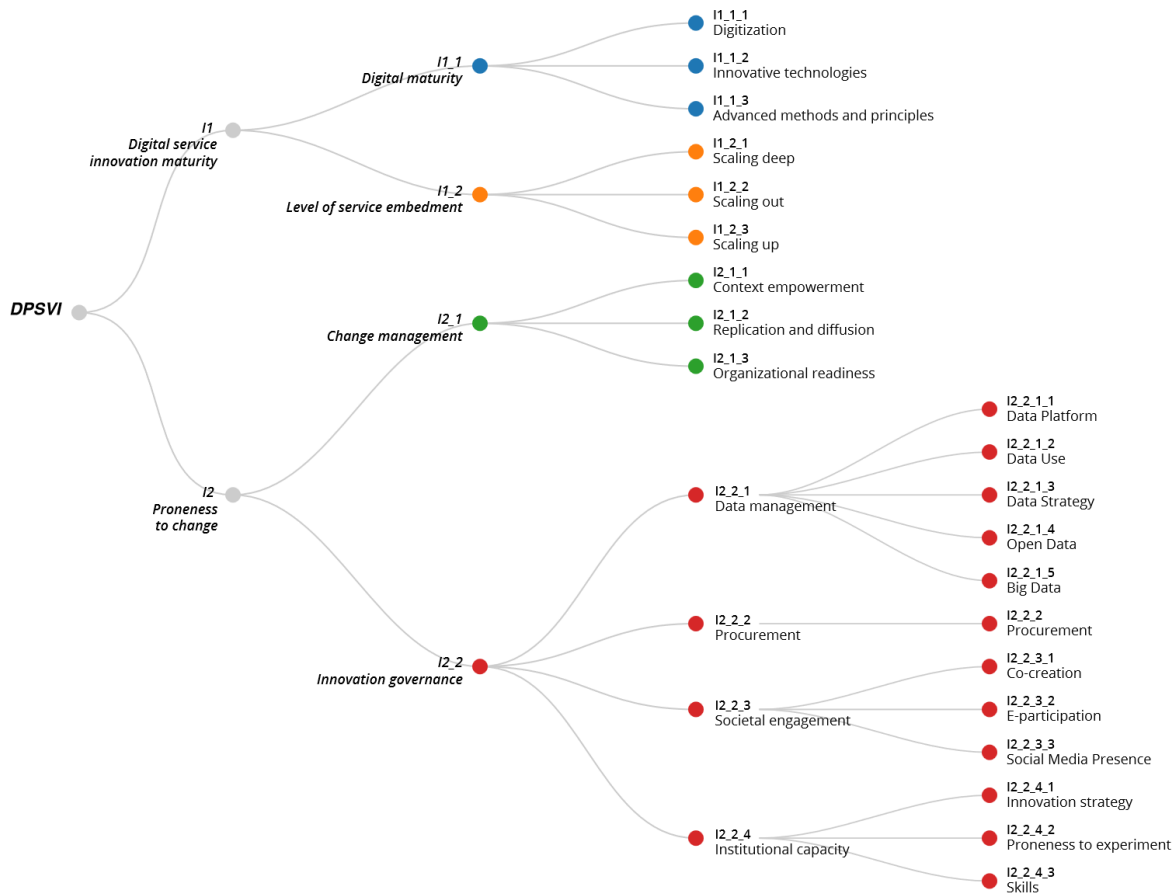 DPSVI
I1
Digital service
innovation maturity
I1_1
Digital maturity
I1_1_1
Digitization
I1_1_2
Innovative technologies
I1_1_3
Advanced methods and principles
I1_2
Level of service embedment
I1_2_1
Scaling deep
I1_2_2
Scaling out
I1_2_3
Scaling up
I2
Proneness
to change
I2_1
Change management
I2_1_1
Context empowerment
I2_1_2
Replication and diffusion
I2_1_3
Organizational readiness
I2_2
Innovation governance
I2_2_1
Data management
I2_2_1_1
Data Platform
I2_2_1_2
Data Use
I2_2_1_3
Data Strategy
I2_2_1_4
Open Data
I2_2_1_5
Big Data
I2_2_2
Procurement
I2_2_2
Procurement
I2_2_3
Societal engagement
I2_2_3_1
Co-creation
I2_2_3_2
E-participation
I2_2_3_3
Social Media Presence
I2_2_4
Institutional capacity
I2_2_4_1
Innovation strategy
I2_2_4_2
Proneness to experiment
I2_2_4_3
Skills